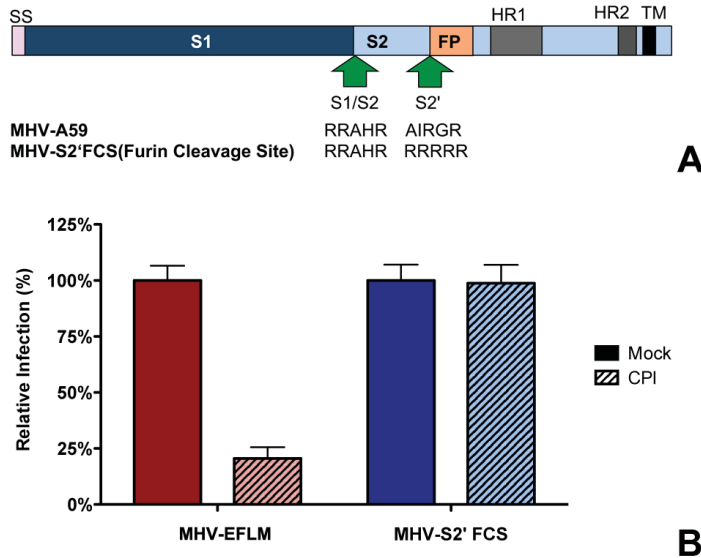 SS HR1 HR2 TM
S1 S2 FP
S1/S2 S2'
MHV-A59 RRAHR AIRGR
MHV-S2‘FCS(Furin Cleavage Site) RRAHR RRRRR
A
125%
100%
75%
50%
25%
0%
Relative Infection (%)
Mock
CPI
MHV-EFLM MHV-S2' FCS
B